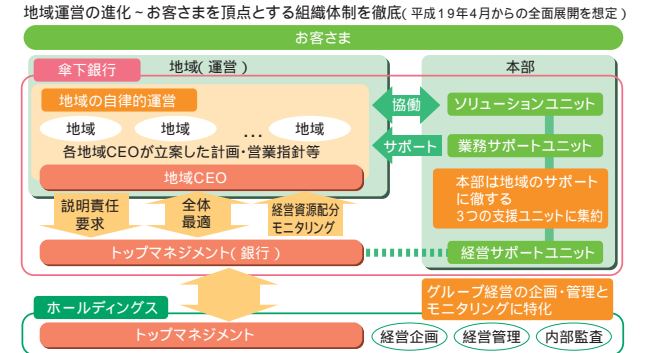 地域運営の進化~お客さまを頂点とする組織体制を徹底(平成19年4月からの全面展開を想定)
お客さま
傘下銀行
地域(運営)
本部
地域の自律的運営
地域
地域
...
地域
各地域CEOが立案した計画・営業指針等
地域CEO
協働
サポート
ソリューションユニット
業務サポートユニット
本部は地域のサポート
に徹する
3つの支援ユニットに集約
説明責任
要求
全体
最適
経営資源配分
モニタリング
トップマネジメント(銀行)
経営サポートユニット
グループ経営の企画・管理と
モニタリングに特化
ホールディングス
トップマネジメント
経営企画
経営管理
内部監査